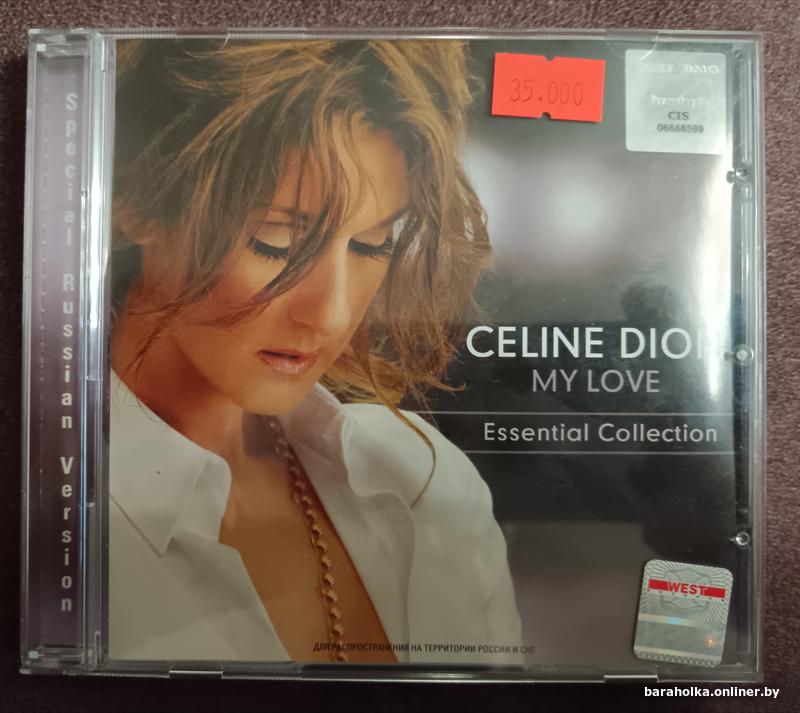 Special Russian Version
35.000
BMG
CIS
06668599
CELINE DION
MY LOVE
Essential Collection
WEST
ДЛЯ РАСПРОСТРАНЕНИЯ НА ТЕРРИТОРИИ РОССИИ И СНГ
baraholka.onliner.by